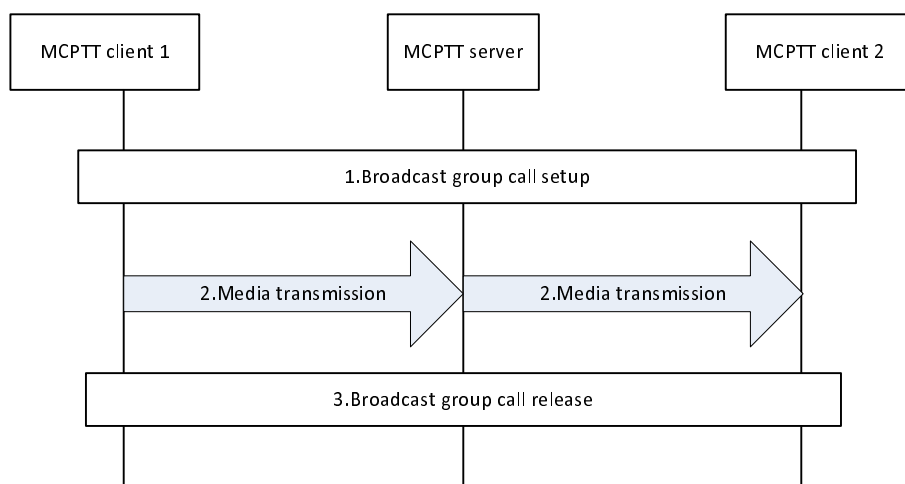 MCPTT client 1
MCPTT server
MCPTT client 2
1.Broadcast group call setup
2.Media transmission
2.Media transmission
3.Broadcast group call release